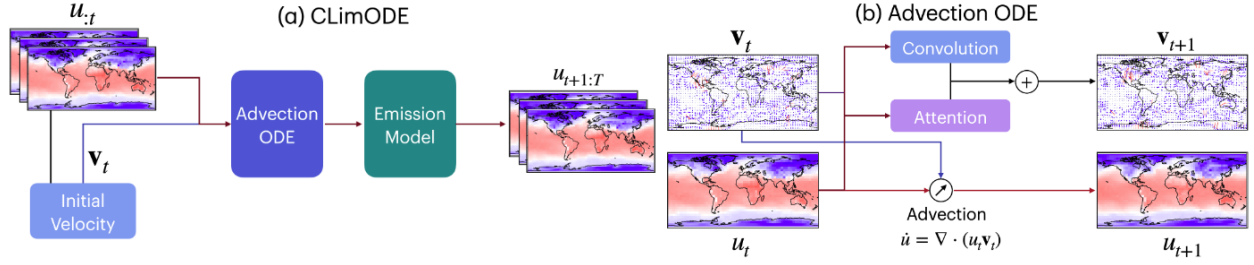 (a) CLimODE
u:t
Advection
ODE
Emission
Model
ut+1:T
vt
Initial
Velocity
(b) Advection ODE
vt
Convolution
Attention
+
vt+1
ut
Advection
u̇ = ∇ · (utvt)
ut+1